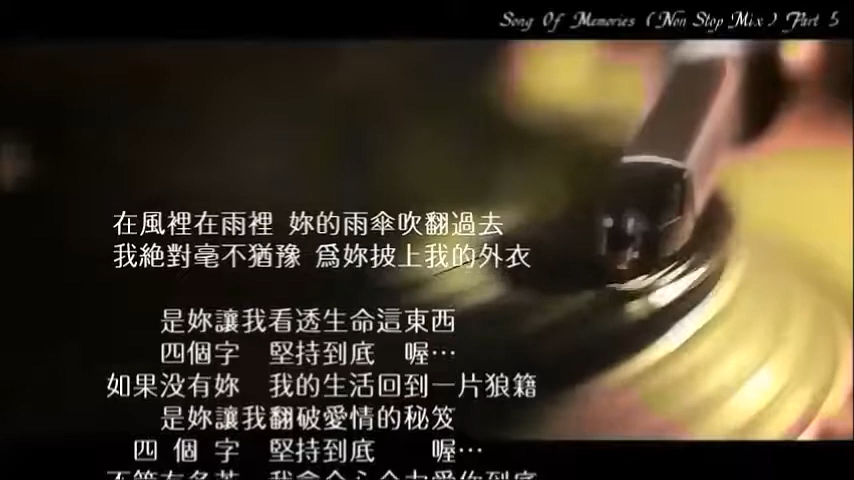 Song Of Memories (Non Stop Mix) Part 5
在風裡在雨裡 妳的雨傘吹翻過去
我絕對毫不猶豫 爲妳披上我的外衣
是妳讓我看透生命這東西
四個字 堅持到底 喔…
如果没有妳 我的生活回到一片狼籍
是妳讓我翻破愛情的秘笈
四 個 字 堅持到底 喔…